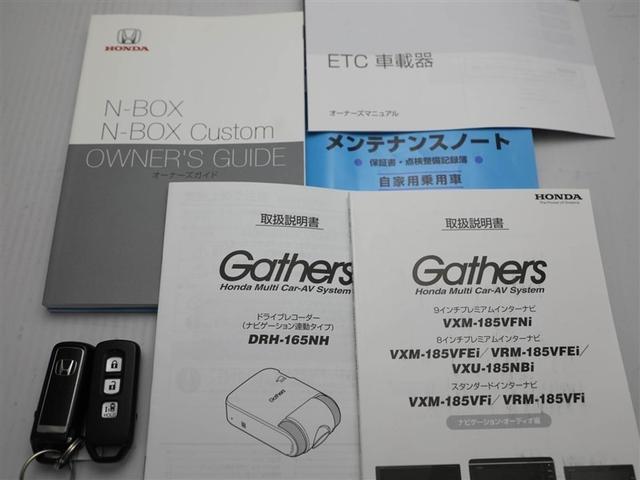 HONDA
N-BOX
N-BOX Custom
OWNER'S GUIDE
オーナーズガイド
ETC 車載器
オーナーズマニュアル
メンテナンスノート
保証書・点検整備記録簿
自家用乗用車
取扱説明書
Gathers
Honda Multi Car-AV System
ドライブレコーダー
(ナビゲーション連動タイプ)
DRH-165NH
Gathers
HONDA
The Power of Dreams
取扱説明書
Gathers
Honda Multi Car-AV System
9インチプレミアムインターナビ
VXM-185VFNi
8インチプレミアムインターナビ
VXM-185VFEi/VRM-185VFEi/
VXU-185NBi
スタンダードインターナビ
VXM-185VFi/VRM-185VFi
ナビゲーション・オーディオ編
HOLD